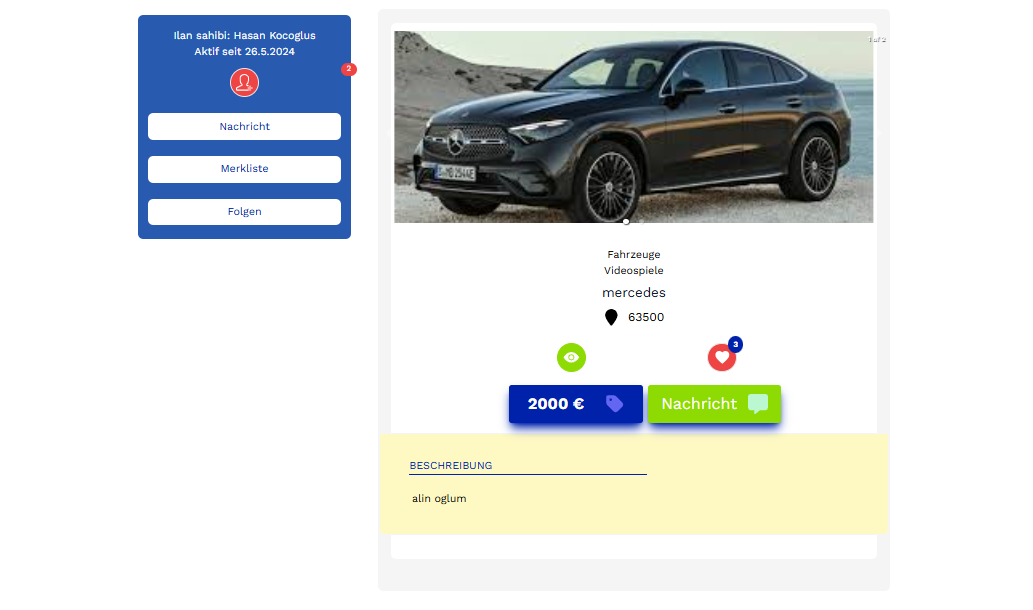 Ilan sahibi: Hasan Kocoglus
Aktif seit 26.5.2024
2
Nachricht
Merkliste
Folgen
1 of 2
Fahrzeuge
Videospiele
mercedes
63500
3
2000 €
Nachricht
BESCHREIBUNG
alin oglum